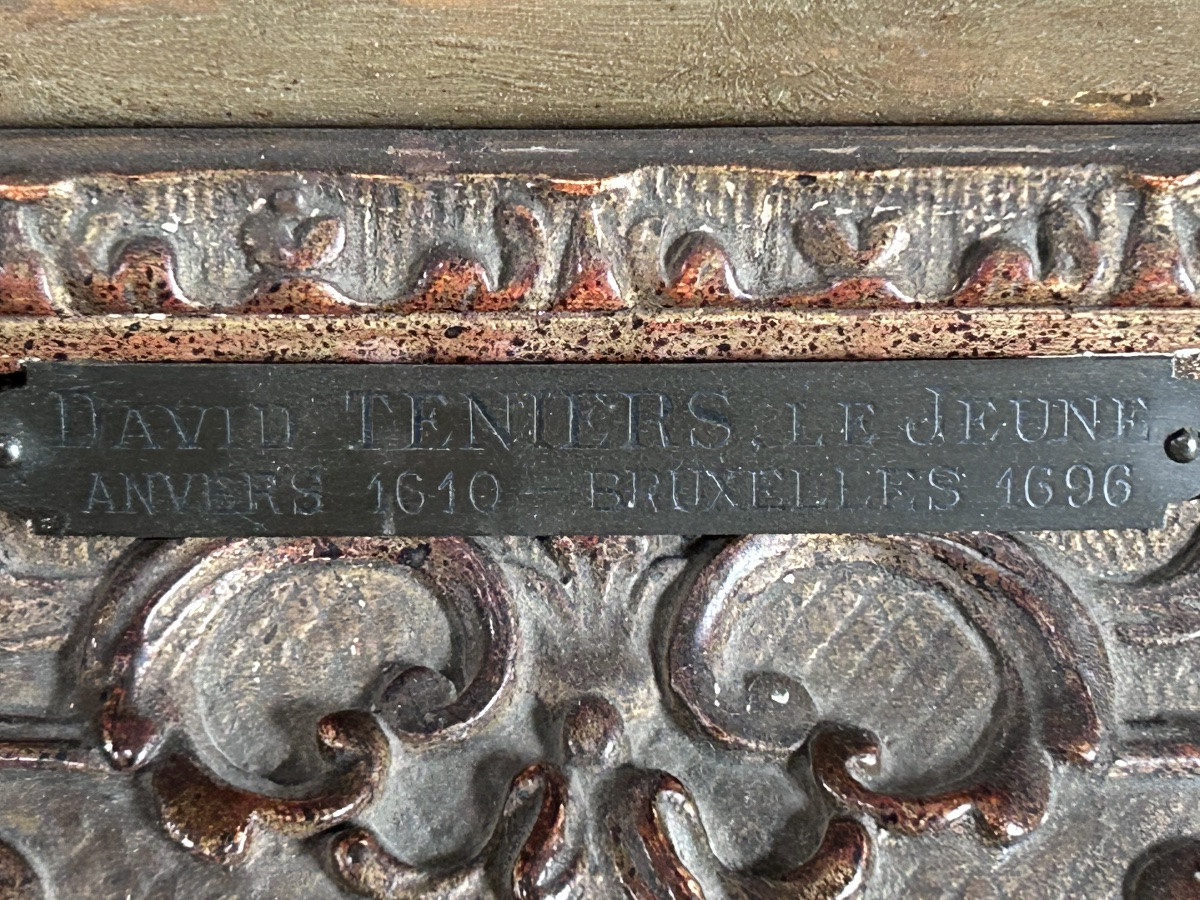 DAVID TENIERS, LE JEUNE
ANVERS 1610 - BRUXELLES 1696